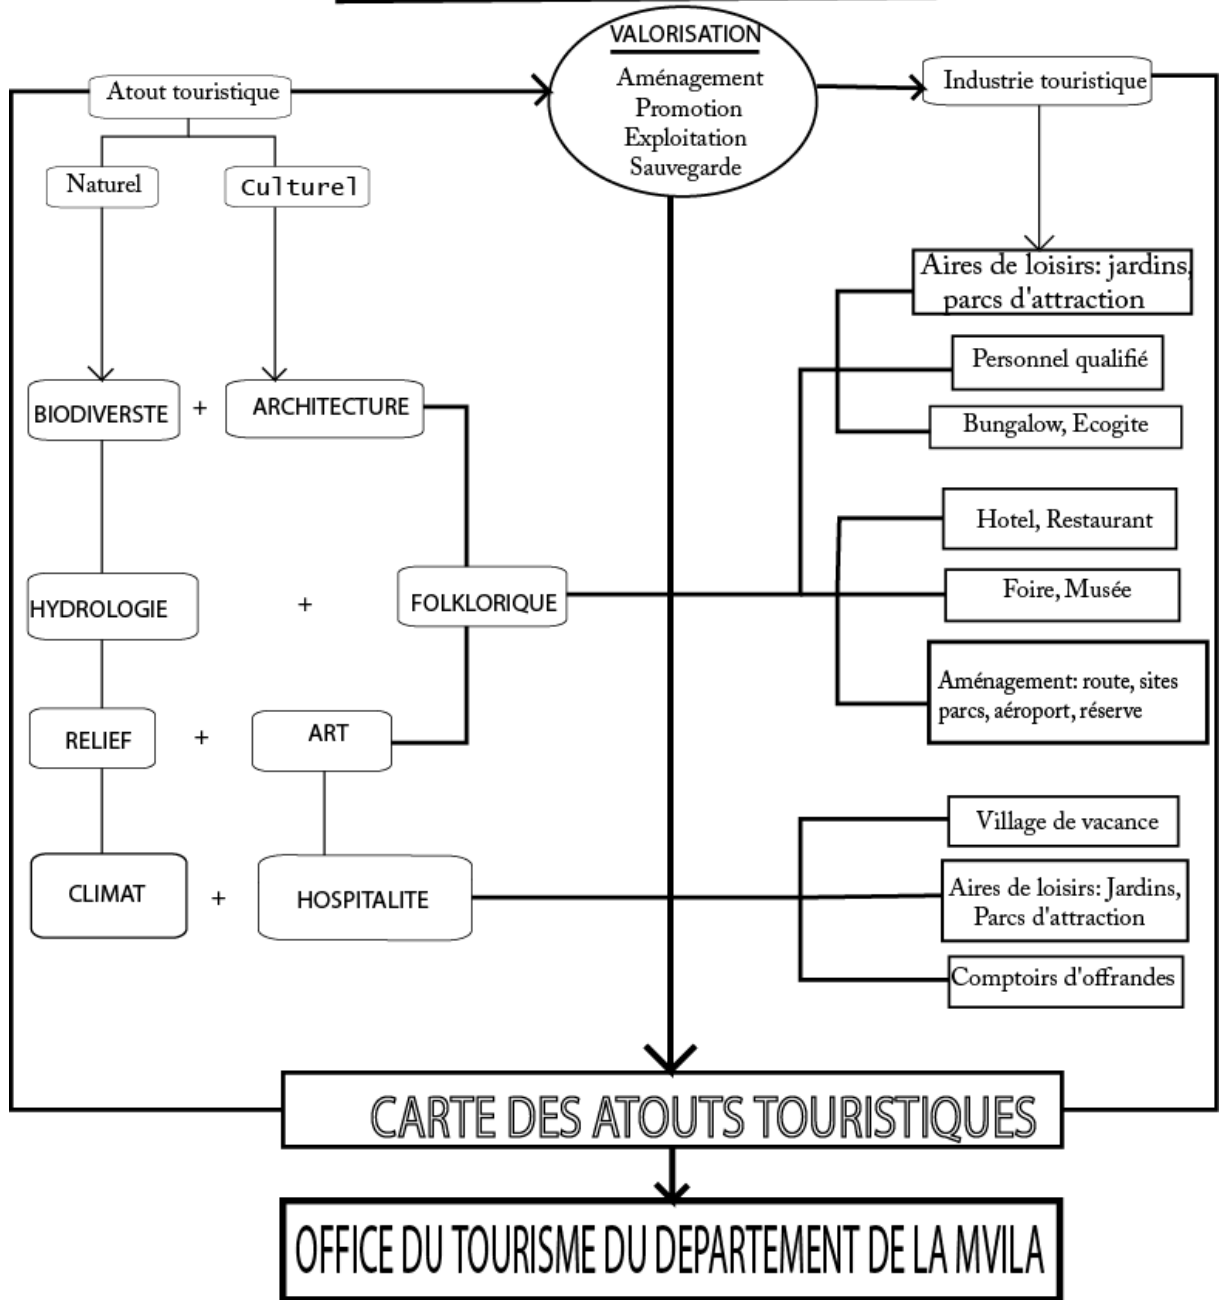 VALORISATION
Aménagement
Promotion
Exploitation
Sauvegarde
Atout touristique
Industrie touristique
Naturel
Culturel
Aires de loisirs: jardins,
parcs d'attraction
Personnel qualifié
BIODIVERSTE + ARCHITECTURE
Bungalow, Ecogite
Hotel, Restaurant
HYDROLOGIE + FOLKLORIQUE
Foire, Musée
Aménagement: route, sites
parcs, aéroport, réserve
RELIEF + ART
Village de vacance
CLIMAT + HOSPITALITE
Aires de loisirs: Jardins,
Parcs d'attraction
Comptoirs d'offrandes
CARTE DES ATOUTS TOURISTIQUES
OFFICE DU TOURISME DU DEPARTEMENT DE LA MVILA